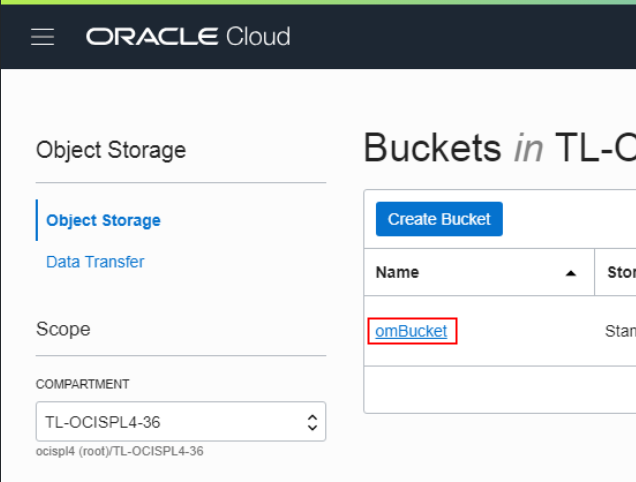 ORACLE Cloud
Object Storage
Buckets in TL-O
Object Storage
Create Bucket
Data Transfer
Name
Stor
Scope
omBucket
Stan
COMPARTMENT
TL-OCISPL4-36
ocispl4 (root)/TL-OCISPL4-36